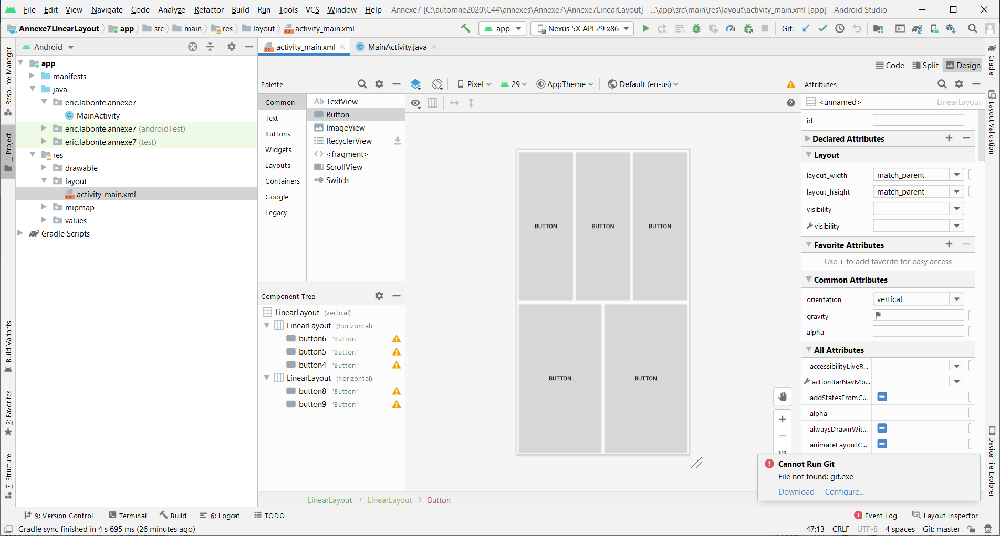 File Edit View Navigate Code Analyze Refactor Build Run Tools VCS Window Help Annexe7 [C:\automne2020\C44\annexes\Annexe7\Annexe7LinearLayout] - ...\app\src\main\res\layout\activity_main.xml [app] - Android Studio
Annexe7LinearLayout app src main res layout activity_main.xml app Nexus 5X API 29 x86 Git:
Android
activity_main.xml MainActivity.java
Code Split Design
Resource Manager
1: Project
Build Variants
2: Favorites
7: Structure
app
manifests
java
eric.labonte.annexe7
MainActivity
eric.labonte.annexe7 (androidTest)
eric.labonte.annexe7 (test)
res
drawable
layout
activity_main.xml
mipmap
values
Gradle Scripts
Palette
Common
Text
Buttons
Widgets
Layouts
Containers
Google
Legacy
Ab TextView
Button
ImageView
RecyclerView
<fragment>
ScrollView
Switch
Component Tree
LinearLayout (vertical)
LinearLayout (horizontal)
button6 "Button"
button5 "Button"
button4 "Button"
LinearLayout (horizontal)
button8 "Button"
button9 "Button"
Pixel 29 AppTheme Default (en-us)
BUTTON BUTTON BUTTON
BUTTON BUTTON
1:1
LinearLayout LinearLayout Button
Attributes
<unnamed> LinearLayout
id
Declared Attributes
Layout
layout_width match_parent
layout_height match_parent
visibility
visibility
Favorite Attributes
Use + to add favorite for easy access
Common Attributes
orientation vertical
gravity
alpha
All Attributes
accessibilityLiveR...
actionBarNavMo...
addStatesFromC...
alpha
alwaysDrawnWit...
animateLayoutC...
Cannot Run Git
File not found: git.exe
Download Configure...
Gradle
Layout Validation
Device File Explorer
9: Version Control Terminal Build 6: Logcat TODO 1 Event Log Layout Inspector
Gradle sync finished in 4 s 695 ms (26 minutes ago) 47:13 CRLF UTF-8 4 spaces Git: master